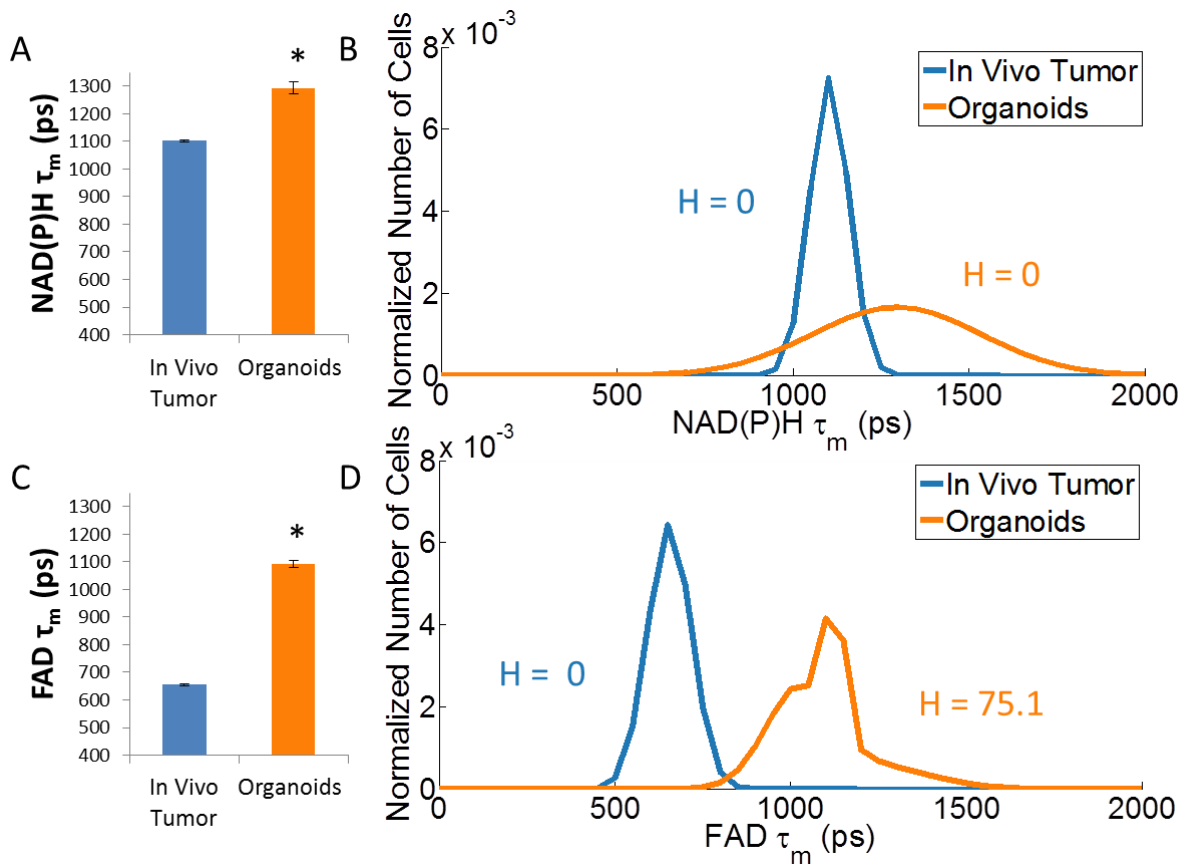 A
*
NAD(P)H τm (ps)
1300
1200
1100
1000
900
800
700
600
500
400
In Vivo Tumor
Organoids
B
8 x 10-3
6
4
2
0
Normalized Number of Cells
In Vivo Tumor
Organoids
H = 0
H = 0
0 500 1000 1500 2000
NAD(P)H τm (ps)
C
*
FAD τm (ps)
1300
1200
1100
1000
900
800
700
600
500
400
In Vivo Tumor
Organoids
D
8 x 10-3
6
4
2
0
Normalized Number of Cells
In Vivo Tumor
Organoids
H = 0
H = 75.1
0 500 1000 1500 2000
FAD τm (ps)